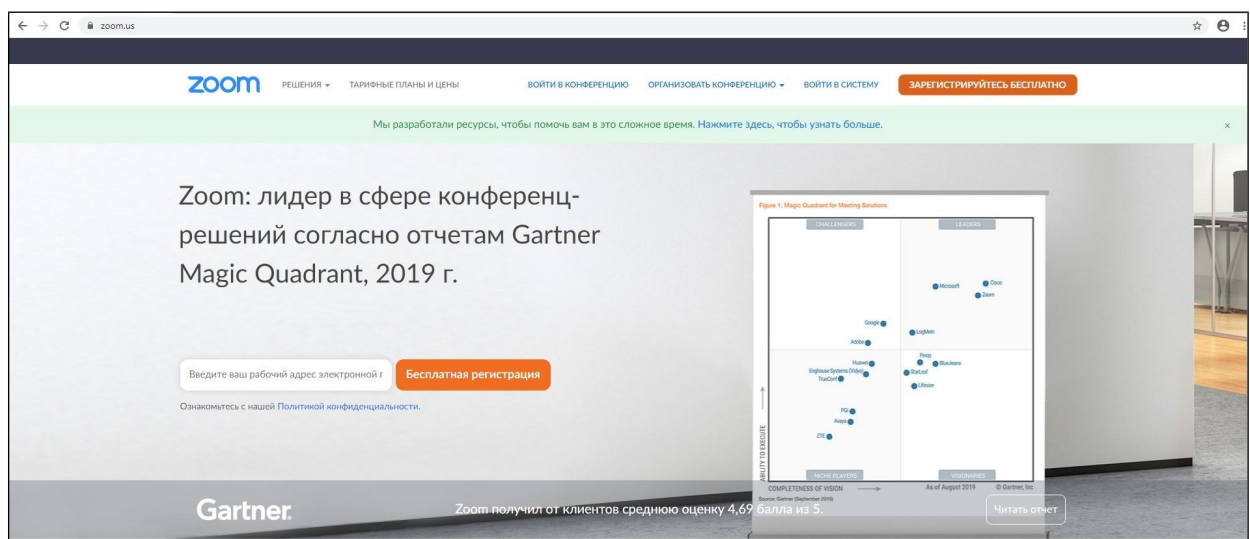 zoom.us
zoom РЕШЕНИЯ ТАРИФНЫЕ ПЛАНЫ И ЦЕНЫ ВОЙТИ В КОНФЕРЕНЦИЮ ОРГАНИЗОВАТЬ КОНФЕРЕНЦИЮ ВОЙТИ В СИСТЕМУ ЗАРЕГИСТРИРУЙТЕСЬ БЕСПЛАТНО
Мы разработали ресурсы, чтобы помочь вам в это сложное время. Нажмите здесь, чтобы узнать больше.
Zoom: лидер в сфере конференц-
решений согласно отчетам Gartner
Magic Quadrant, 2019 г.
Введите ваш рабочий адрес электронной г
Бесплатная регистрация
Ознакомьтесь с нашей Политикой конфиденциальности.
Figure 1. Magic Quadrant for Meeting Solutions
CHALLENGERS LEADERS
Cisco
Microsoft
Zoom
Google
LogMeIn
Adobe
Pexip
Huawei BlueJeans
Enghouse Systems (Vidyo) StarLeaf
TrueConf
Lifesize
PGi
Avaya
ZTE
NICHE PLAYERS VISIONARIES
ABILITY TO EXECUTE
COMPLETENESS OF VISION As of August 2019 © Gartner, Inc
Source: Gartner (September 2019)
Gartner.
Zoom получил от клиентов среднюю оценку 4,69 балла из 5.
Читать отчет